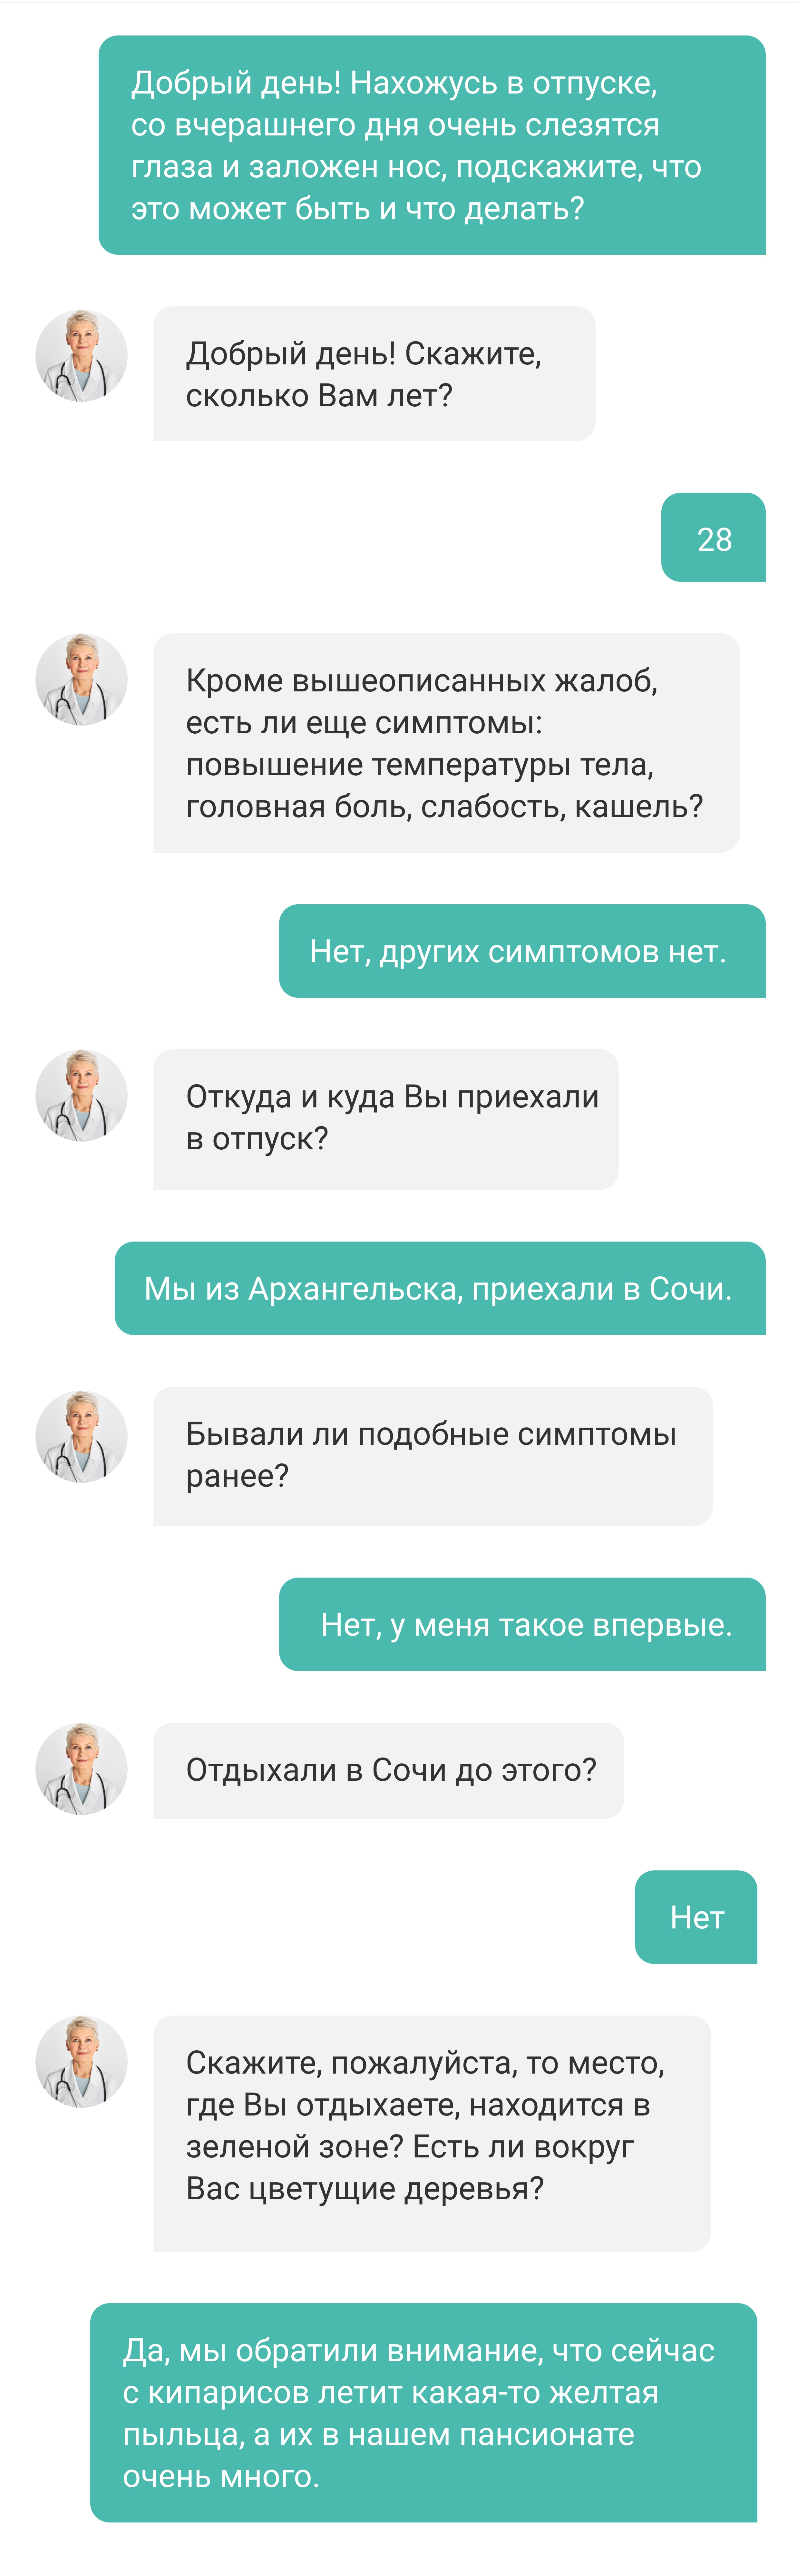 Добрый день! Нахожусь в отпуске,
со вчерашнего дня очень слезятся
глаза и заложен нос, подскажите, что
это может быть и что делать?
Добрый день! Скажите,
сколько Вам лет?
28
Кроме вышеописанных жалоб,
есть ли еще симптомы:
повышение температуры тела,
головная боль, слабость, кашель?
Нет, других симптомов нет.
Откуда и куда Вы приехали
в отпуск?
Мы из Архангельска, приехали в Сочи.
Бывали ли подобные симптомы
ранее?
Нет, у меня такое впервые.
Отдыхали в Сочи до этого?
Нет
Скажите, пожалуйста, то место,
где Вы отдыхаете, находится в
зеленой зоне? Есть ли вокруг
Вас цветущие деревья?
Да, мы обратили внимание, что сейчас
с кипарисов летит какая-то желтая
пыльца, а их в нашем пансионате
очень много.